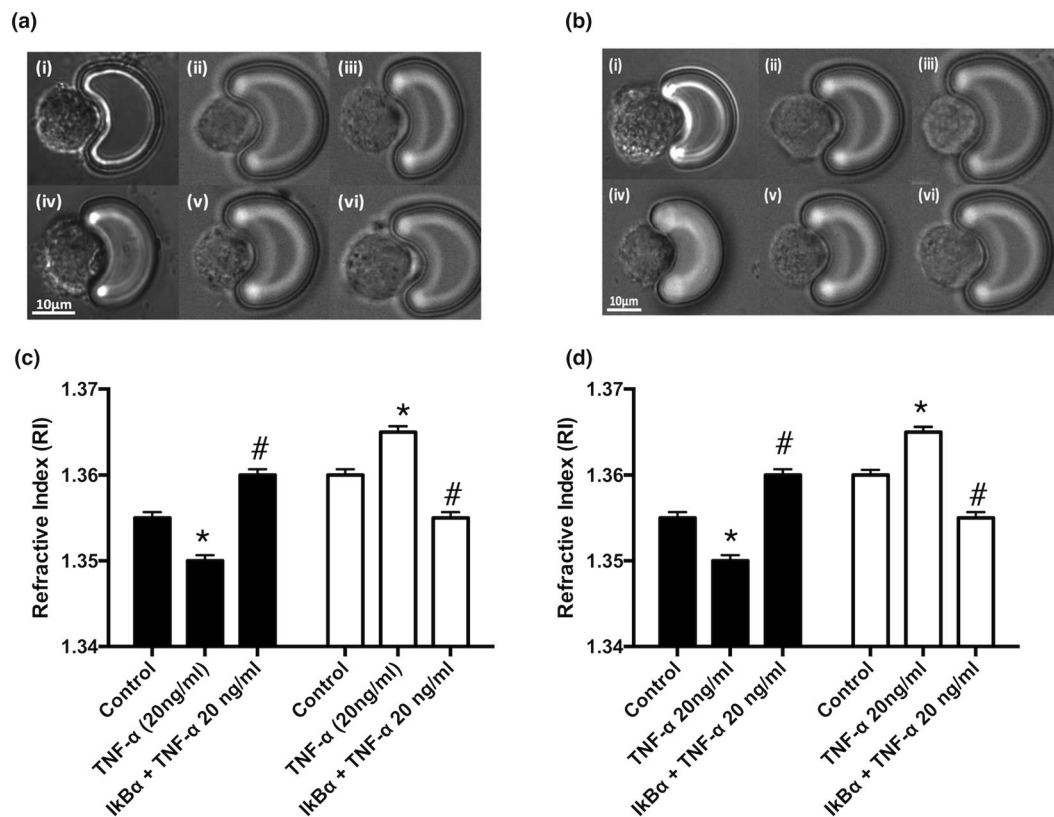 (a)
(i)
(ii)
(iii)
(iv)
(v)
(vi)
10μm
(b)
(i)
(ii)
(iii)
(iv)
(v)
(vi)
10μm
(c)
Refractive Index (RI)
1.37
1.36
1.35
1.34
*
#
*
#
Control
TNF-α (20ng/ml)
IkBα + TNF-α 20 ng/ml
Control
TNF-α (20ng/ml)
IkBα + TNF-α 20 ng/ml
(d)
Refractive Index (RI)
1.37
1.36
1.35
1.34
*
#
*
#
Control
TNF-α 20ng/ml
IkBα + TNF-α 20 ng/ml
Control
TNF-α 20ng/ml
IkBα + TNF-α 20 ng/ml